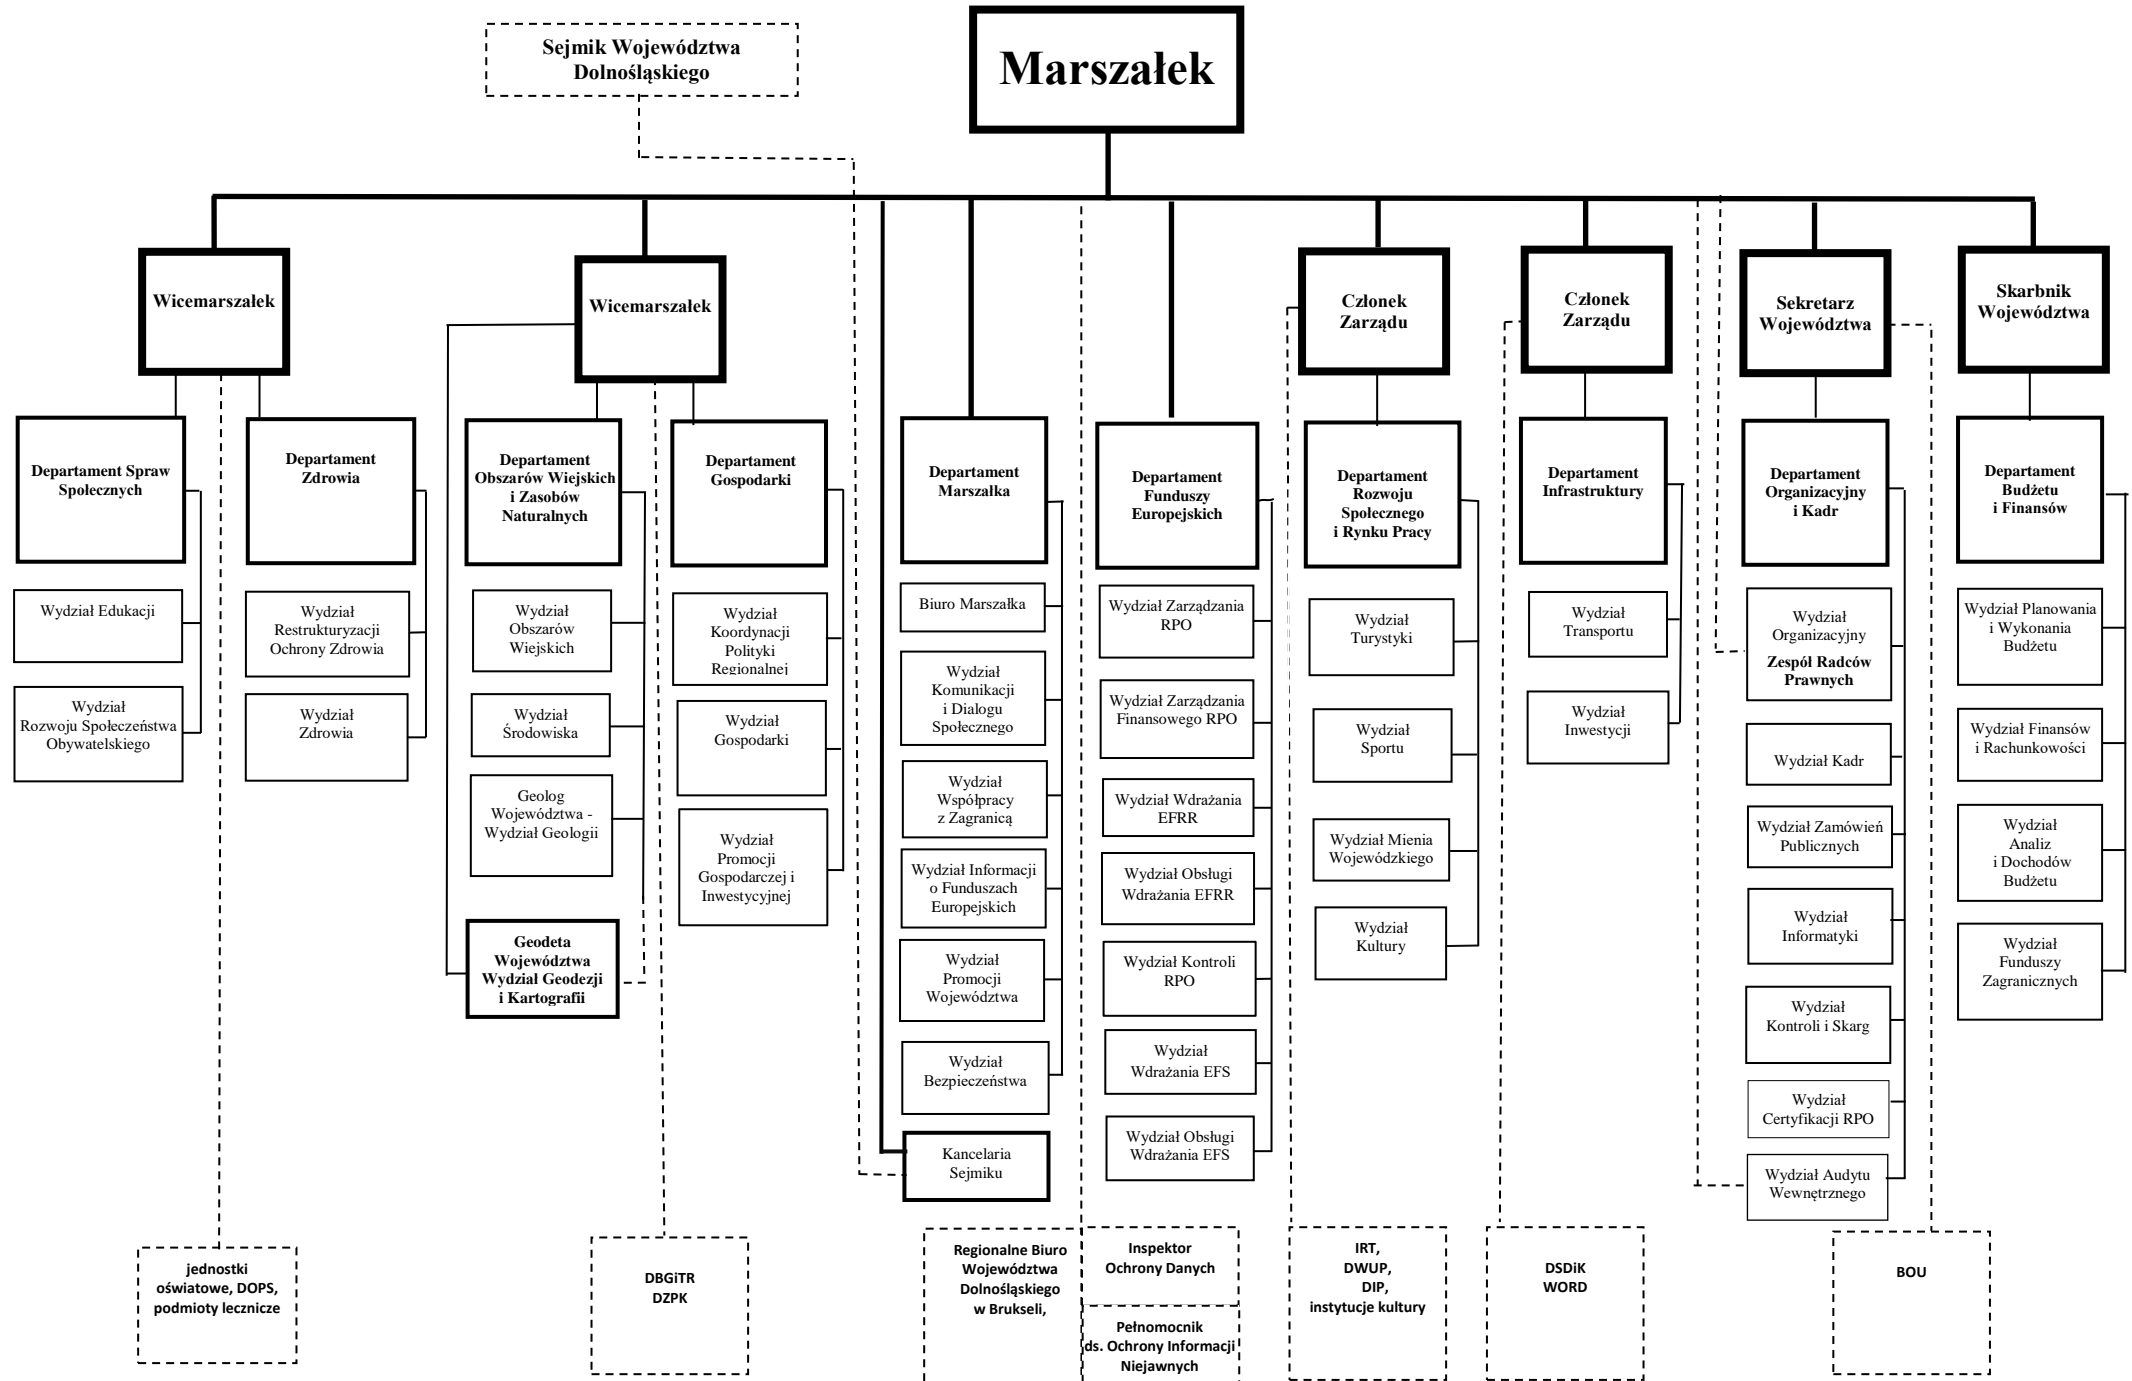 Sejmik Województwa
Dolnośląskiego
Marszałek
Wicemarszałek
Wicemarszałek
Członek
Zarządu
Członek
Zarządu
Sekretarz
Województwa
Skarbnik
Województwa
Departament Spraw
Społecznych
Departament
Zdrowia
Departament
Obszarów Wiejskich
i Zasobów
Naturalnych
Departament
Gospodarki
Departament
Marszałka
Departament
Funduszy
Europejskich
Departament
Rozwoju
Społecznego
i Rynku Pracy
Departament
Infrastruktury
Departament
Organizacyjny
i Kadr
Departament
Budżetu
i Finansów
Wydział Edukacji
Wydział
Rozwoju Społeczeństwa
Obywatelskiego
Wydział
Restrukturyzacji
Ochrony Zdrowia
Wydział
Zdrowia
Wydział
Obszarów
Wiejskich
Wydział
Środowiska
Geolog
Województwa -
Wydział Geologii
Geodeta
Województwa
Wydział Geodezji
i Kartografii
Wydział
Koordynacji
Polityki
Regionalnej
Wydział
Gospodarki
Wydział
Promocji
Gospodarczej i
Inwestycyjnej
Biuro Marszałka
Wydział
Komunikacji
i Dialogu
Społecznego
Wydział
Współpracy
z Zagranicą
Wydział Informacji
o Funduszach
Europejskich
Wydział
Promocji
Województwa
Wydział
Bezpieczeństwa
Kancelaria
Sejmiku
Wydział Zarządzania
RPO
Wydział Zarządzania
Finansowego RPO
Wydział Wdrażania
EFRR
Wydział Obsługi
Wdrażania EFRR
Wydział Kontroli
RPO
Wydział
Wdrażania EFS
Wydział Obsługi
Wdrażania EFS
Wydział
Turystyki
Wydział
Sportu
Wydział Mienia
Wojewódzkiego
Wydział
Kultury
Wydział
Transportu
Wydział
Inwestycji
Wydział
Organizacyjny
Zespół Radców
Prawnych
Wydział Kadr
Wydział Zamówień
Publicznych
Wydział
Informatyki
Wydział
Kontroli i Skarg
Wydział
Certyfikacji RPO
Wydział Audytu
Wewnętrznego
Wydział Planowania
i Wykonania
Budżetu
Wydział Finansów
i Rachunkowości
Wydział
Analiz
i Dochodów
Budżetu
Wydział
Funduszy
Zagranicznych
jednostki
oświatowe, DOPS,
podmioty lecznicze
DBGiTR
DZPK
Regionalne Biuro
Województwa
Dolnośląskiego
w Brukseli,
Inspektor
Ochrony Danych
Pełnomocnik
ds. Ochrony Informacji
Niejawnych
IRT,
DWUP,
DIP,
instytucje kultury
DSDiK
WORD
BOU